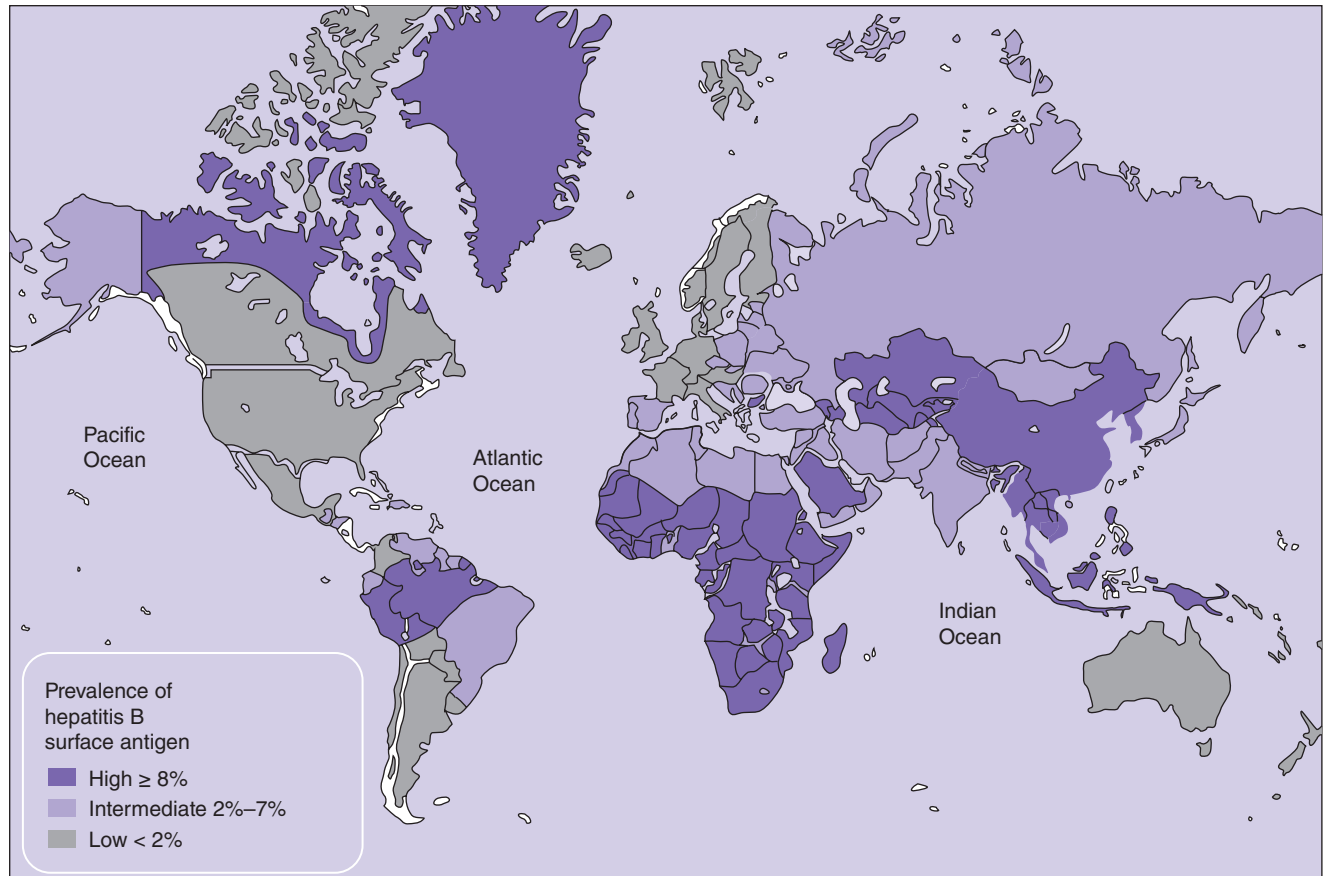 Pacific
Ocean
Atlantic
Ocean
Indian
Ocean
Prevalence of
hepatitis B
surface antigen
High ≥ 8%
Intermediate 2%–7%
Low < 2%